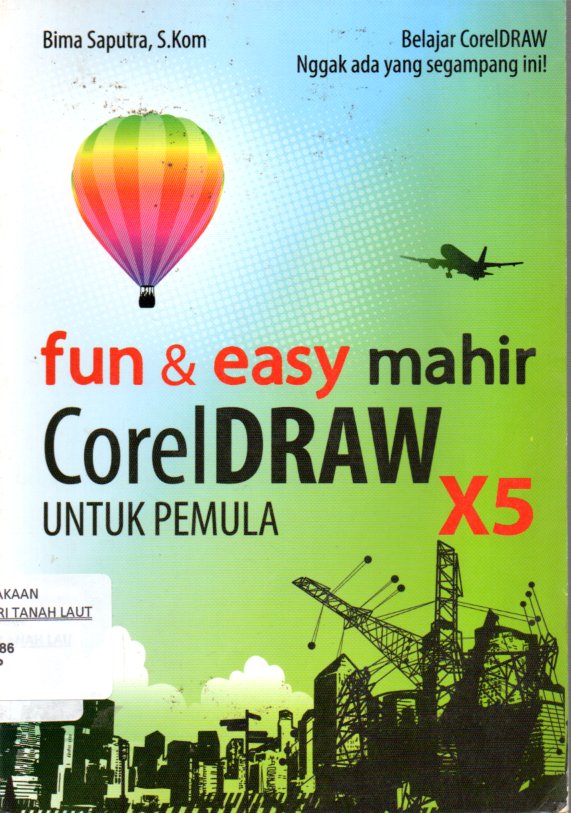 Bima Saputra, S.Kom
Belajar CorelDRAW
Nggak ada yang segampang ini!
fun & easy mahir
CorelDRAW
X5
UNTUK PEMULA
AKAAN
RI TANAH LAUT
86
P